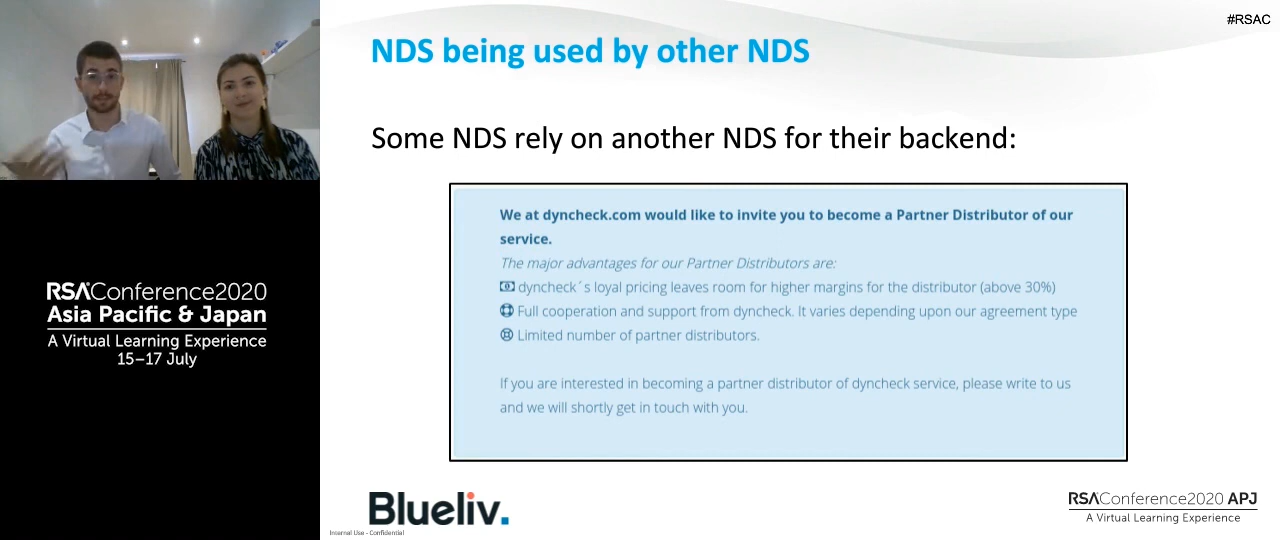 #RSAC
NDS being used by other NDS
Some NDS rely on another NDS for their backend:
We at dyncheck.com would like to invite you to become a Partner Distributor of our
service.
The major advantages for our Partner Distributors are:
dyncheck´s loyal pricing leaves room for higher margins for the distributor (above 30%)
Full cooperation and support from dyncheck. It varies depending upon our agreement type
Limited number of partner distributors.
If you are interested in becoming a partner distributor of dyncheck service, please write to us
and we will shortly get in touch with you.
RSAConference2020
Asia Pacific & Japan
A Virtual Learning Experience
15–17 July
Blueliv.
Internal Use - Confidential
RSAConference2020 APJ
A Virtual Learning Experience